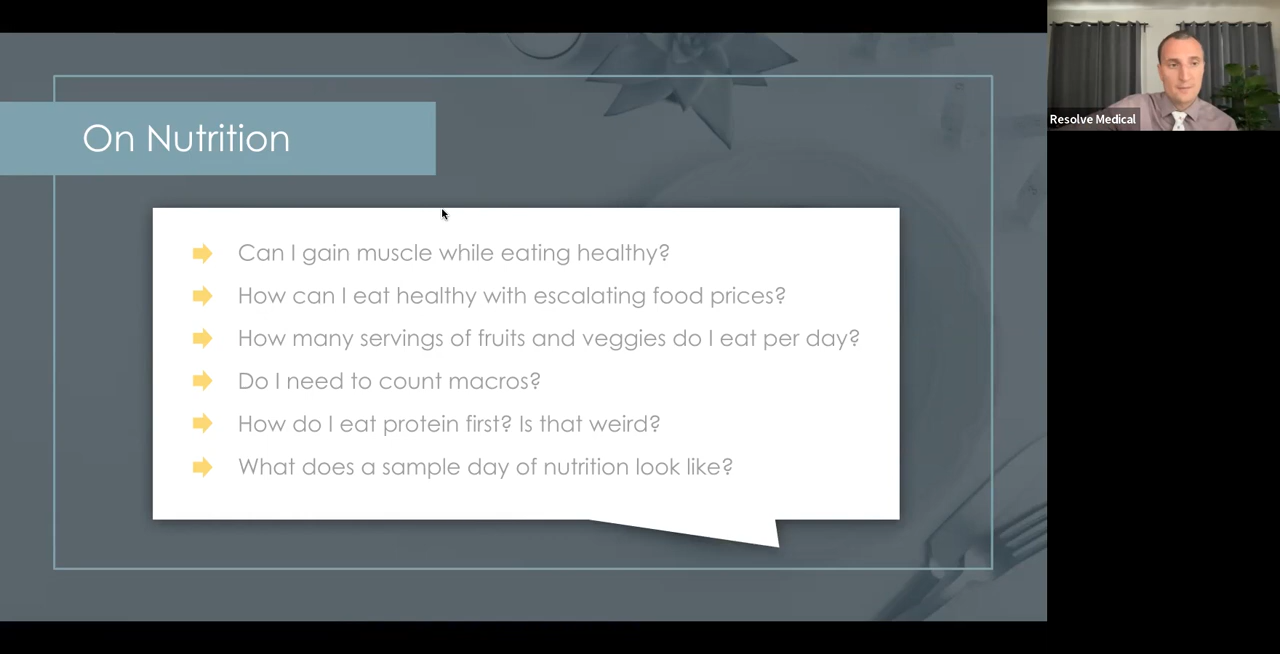 On Nutrition
Can I gain muscle while eating healthy?
How can I eat healthy with escalating food prices?
How many servings of fruits and veggies do I eat per day?
Do I need to count macros?
How do I eat protein first? Is that weird?
What does a sample day of nutrition look like?
Resolve Medical